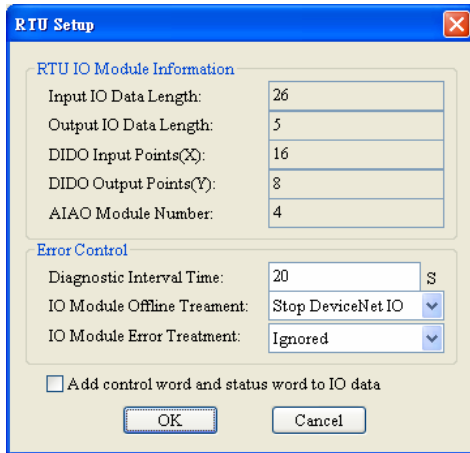 RTU Setup
RTU IO Module Information
Input IO Data Length: 26
Output IO Data Length: 5
DIDO Input Points(X): 16
DIDO Output Points(Y): 8
AIAO Module Number: 4
Error Control
Diagnostic Interval Time: 20 S
IO Module Offline Treament: Stop DeviceNet IO
IO Module Error Treatment: Ignored
Add control word and status word to IO data
OK Cancel